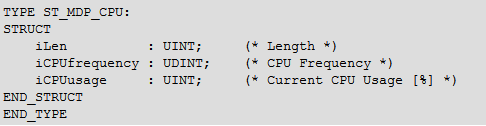 TYPE ST_MDP_CPU:
STRUCT
    iLen          : UINT;     (* Length *)
    iCPUfrequency : UDINT;    (* CPU Frequency *)
    iCPUusage     : UINT;     (* Current CPU Usage [%] *)
END_STRUCT
END_TYPE